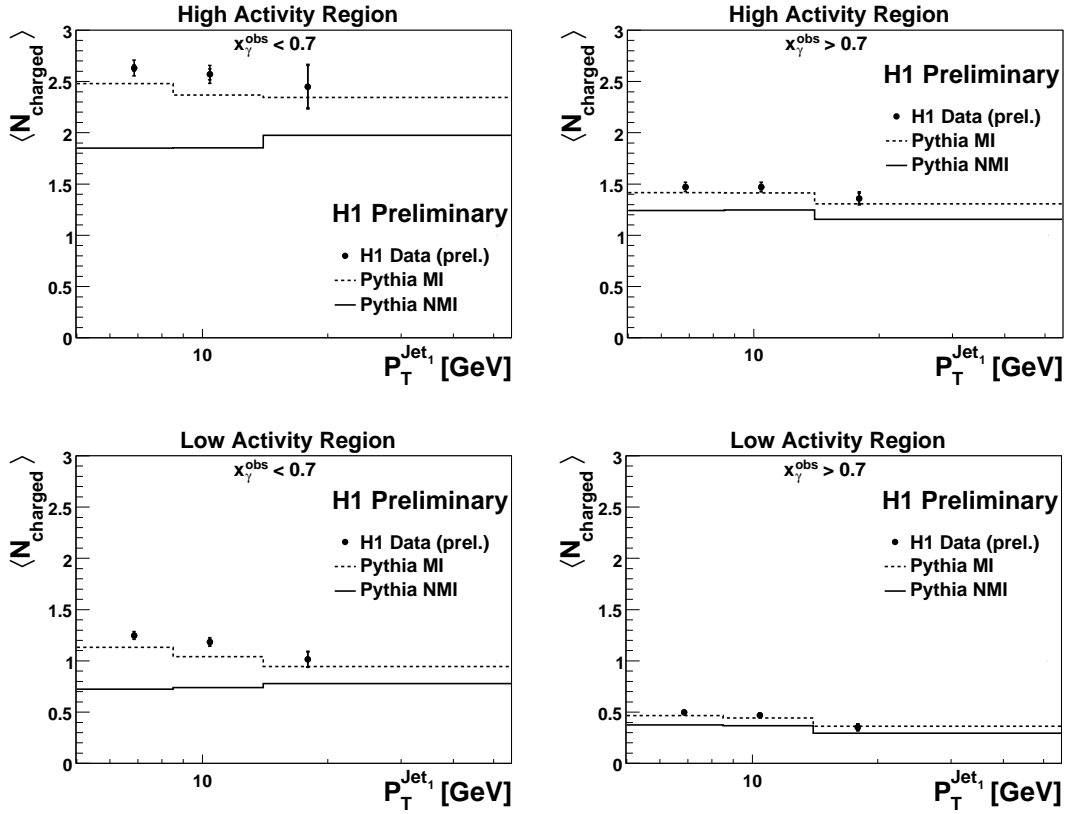 High Activity Region
x_γ^obs < 0.7
⟨N_charged⟩
3
2.5
2
1.5
1
0.5
0
H1 Preliminary
H1 Data (prel.)
Pythia MI
Pythia NMI
10
P_T^Jet_1 [GeV]
High Activity Region
x_γ^obs > 0.7
⟨N_charged⟩
3
2.5
2
1.5
1
0.5
0
H1 Preliminary
H1 Data (prel.)
Pythia MI
Pythia NMI
10
P_T^Jet_1 [GeV]
Low Activity Region
x_γ^obs < 0.7
⟨N_charged⟩
3
2.5
2
1.5
1
0.5
0
H1 Preliminary
H1 Data (prel.)
Pythia MI
Pythia NMI
10
P_T^Jet_1 [GeV]
Low Activity Region
x_γ^obs > 0.7
⟨N_charged⟩
3
2.5
2
1.5
1
0.5
0
H1 Preliminary
H1 Data (prel.)
Pythia MI
Pythia NMI
10
P_T^Jet_1 [GeV]